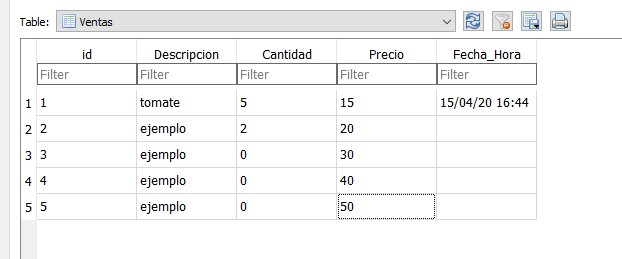 Table: Ventas
id Descripcion Cantidad Precio Fecha_Hora
Filter Filter Filter Filter Filter
1 1 tomate 5 15 15/04/20 16:44
2 2 ejemplo 2 20
3 3 ejemplo 0 30
4 4 ejemplo 0 40
5 5 ejemplo 0 50